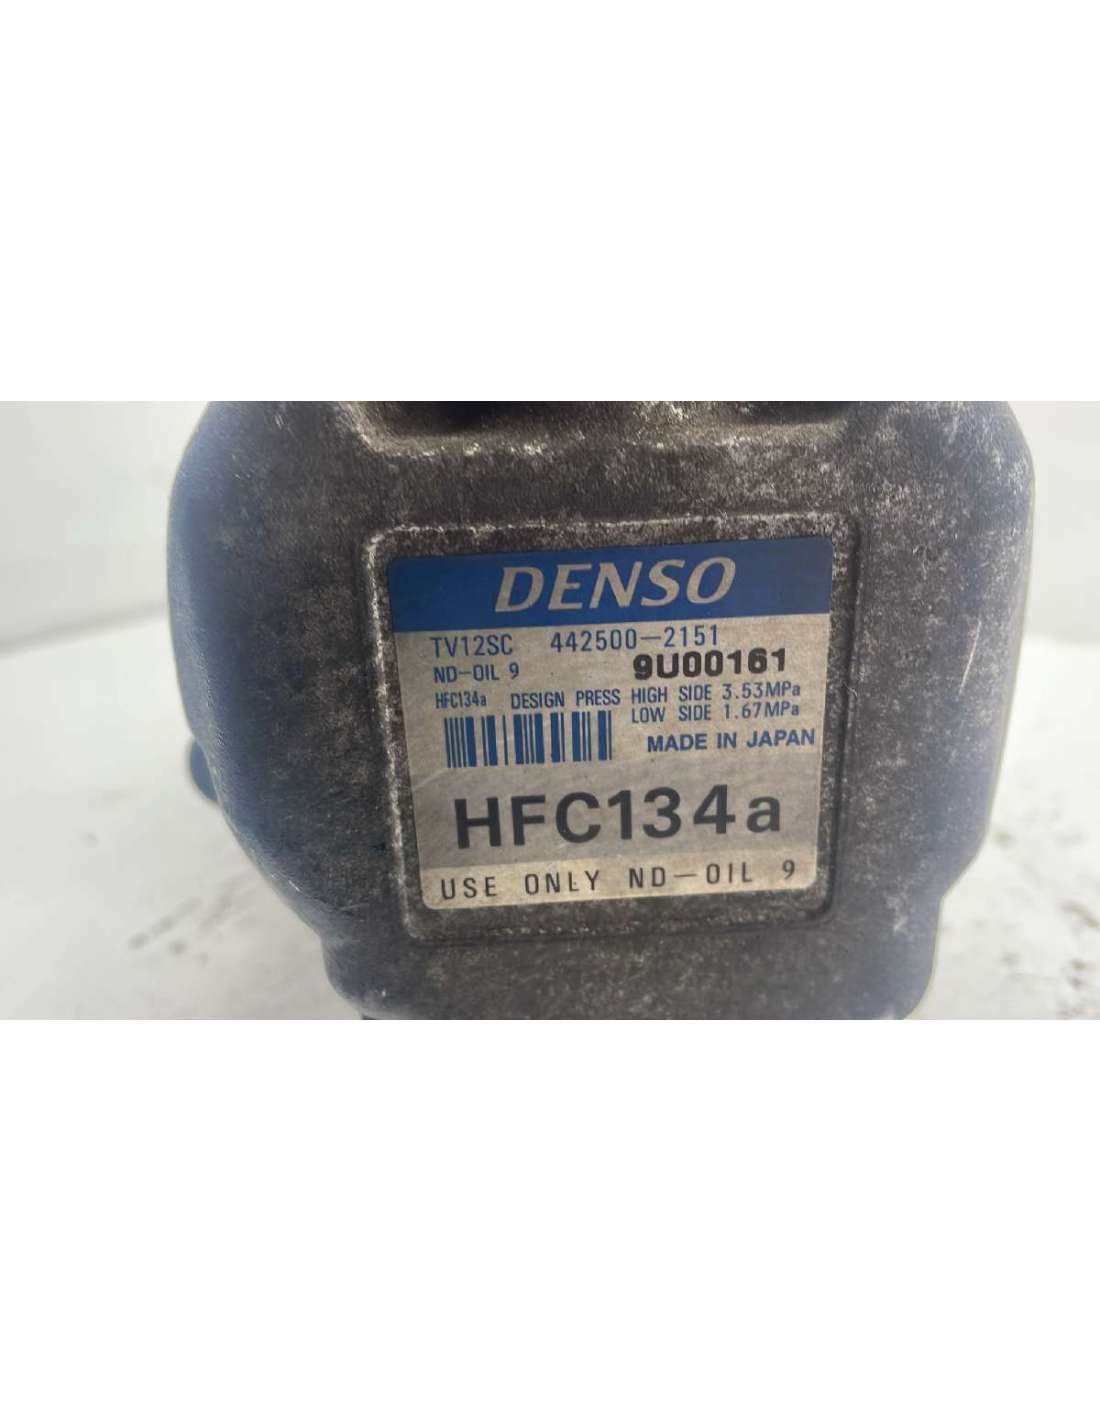 DENSO
TV12SC 442500-2151
ND-OIL 9 9U00161
HFC134a DESIGN PRESS HIGH SIDE 3.53MPa
LOW SIDE 1.67MPa
MADE IN JAPAN
HFC134a
USE ONLY ND-OIL 9